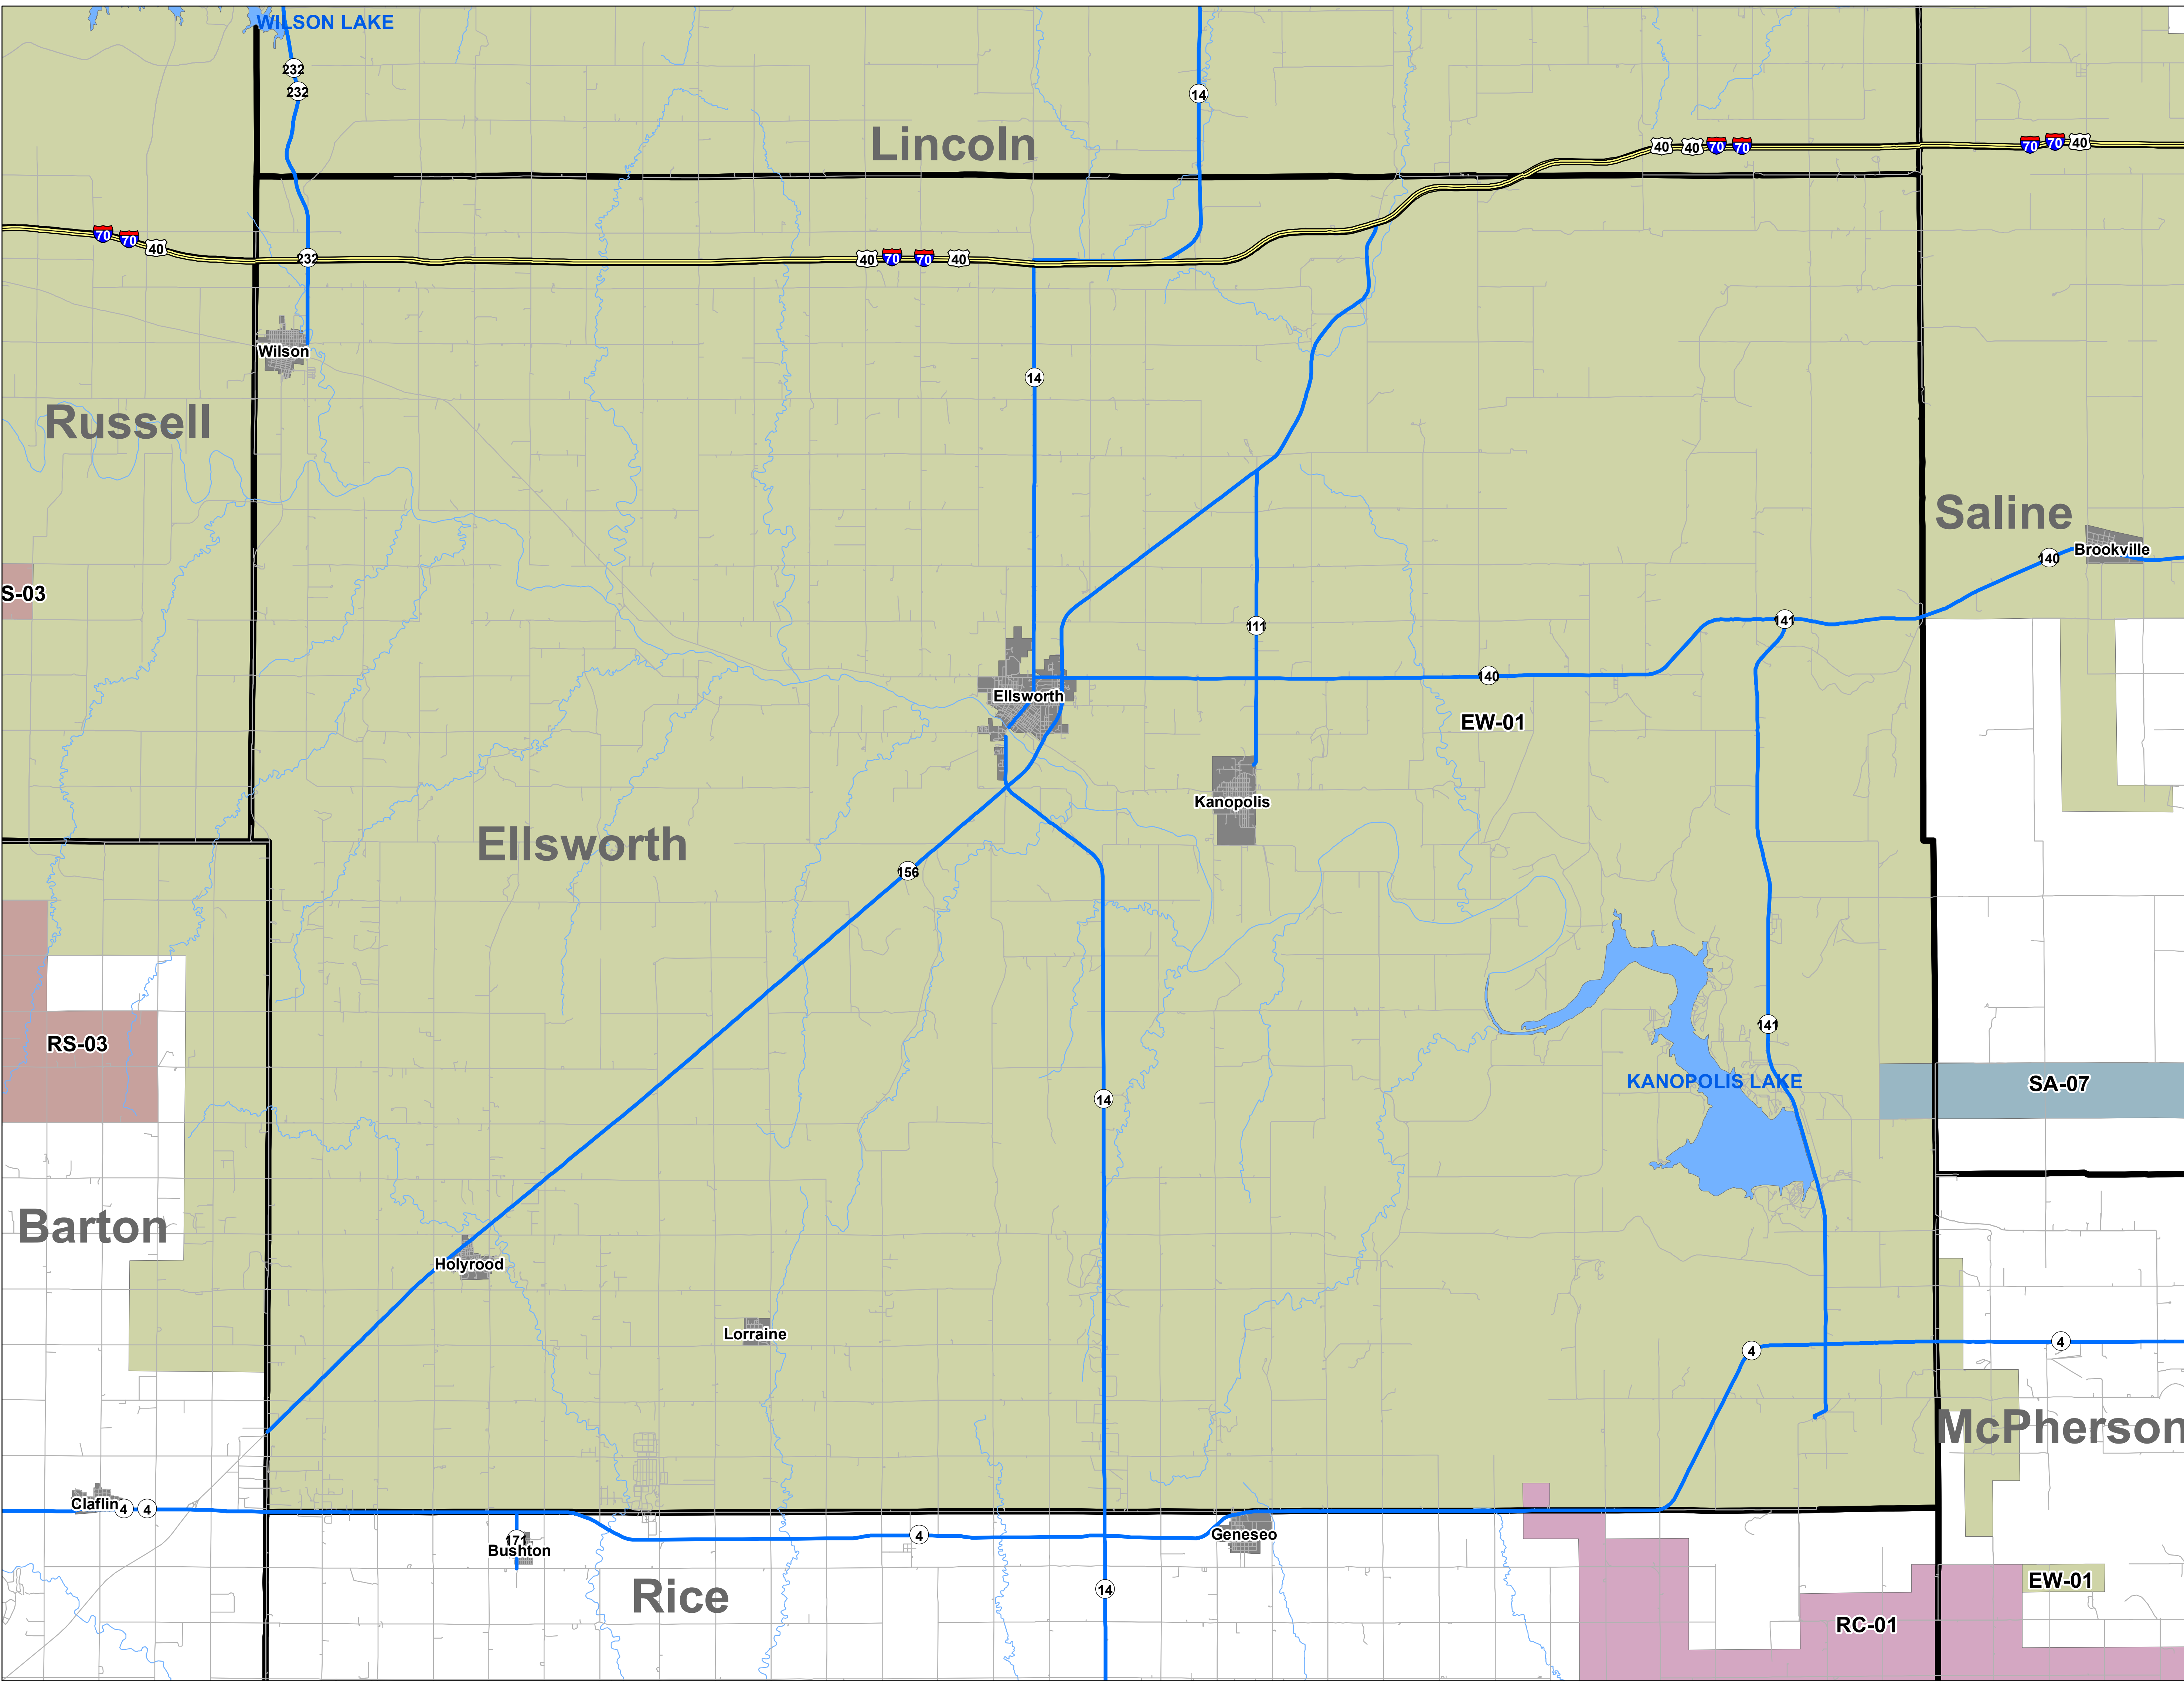 WILSON LAKE
232
232
14
Lincoln
40
40
70
70
70
70
40
70
70
40
232
40
70
70
40
Wilson
14
Russell
Saline
140
Brookville
S-03
111
141
140
Ellsworth
EW-01
Kanopolis
Ellsworth
156
141
RS-03
KANOPOLIS LAKE
SA-07
14
Barton
Holyrood
Lorraine
4
4
McPherson
Claflin
4
4
171
Bushton
4
Geneseo
14
Rice
EW-01
RC-01